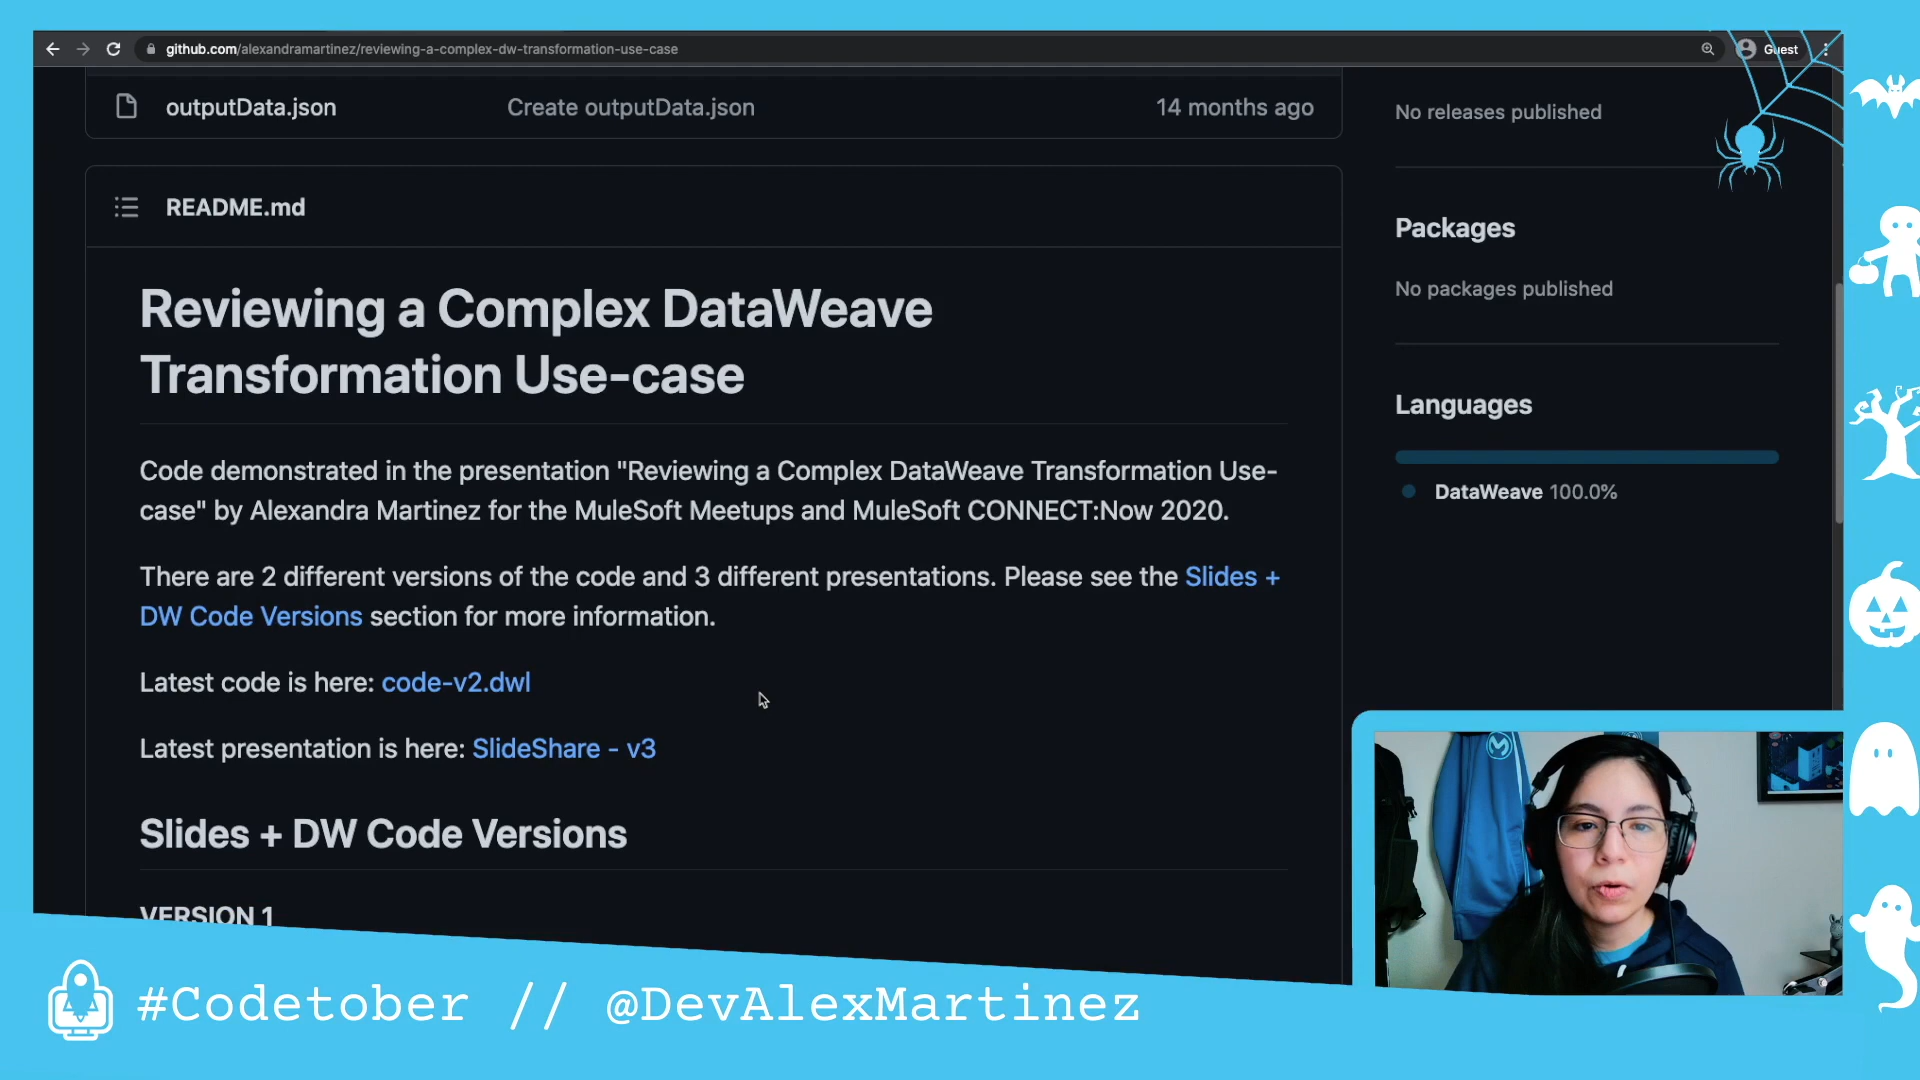 github.com/alexandramartinez/reviewing-a-complex-dw-transformation-use-case
Guest
outputData.json
Create outputData.json
14 months ago
No releases published
README.md
Packages
No packages published
Reviewing a Complex DataWeave
Transformation Use-case
Languages
DataWeave 100.0%
Code demonstrated in the presentation "Reviewing a Complex DataWeave Transformation Use-
case" by Alexandra Martinez for the MuleSoft Meetups and MuleSoft CONNECT:Now 2020.
There are 2 different versions of the code and 3 different presentations. Please see the Slides +
DW Code Versions section for more information.
Latest code is here: code-v2.dwl
Latest presentation is here: SlideShare - v3
Slides + DW Code Versions
VERSION 1
#Codetober // @DevAlexMartinez